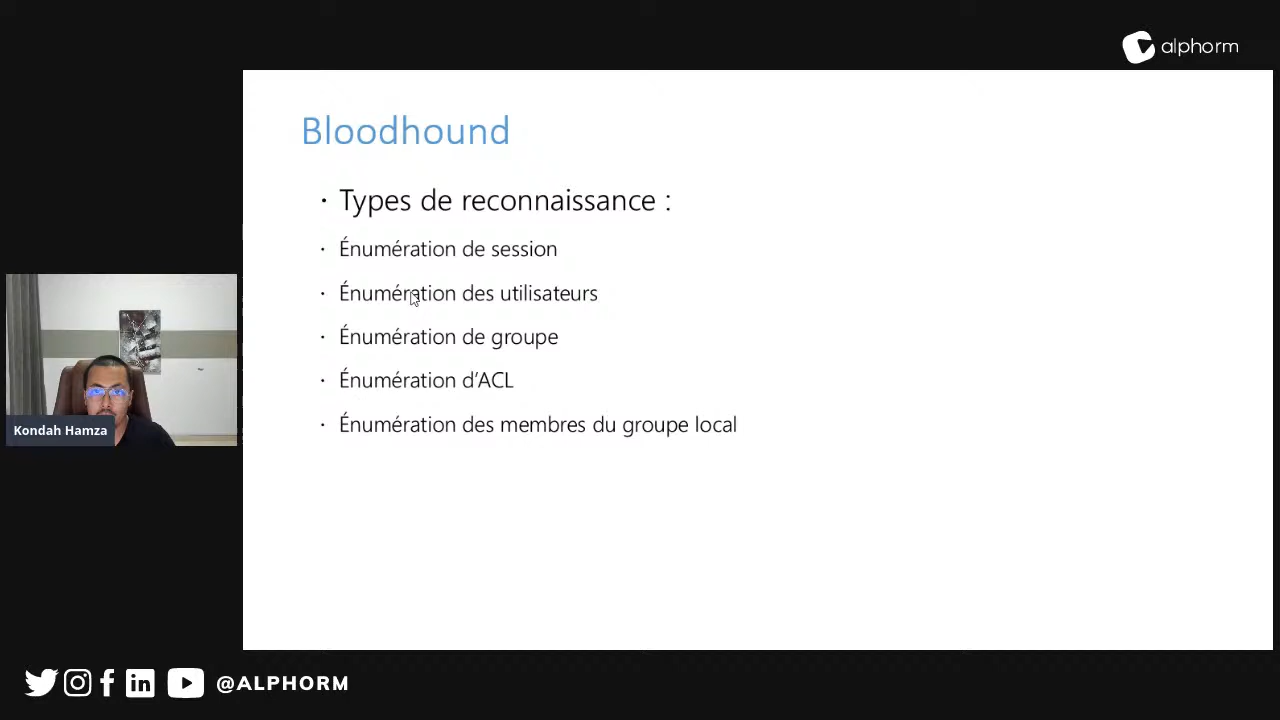 alphorm
Bloodhound
· Types de reconnaissance :
· Énumération de session
· Énumération des utilisateurs
· Énumération de groupe
· Énumération d’ACL
· Énumération des membres du groupe local
Kondah Hamza
@ALPHORM